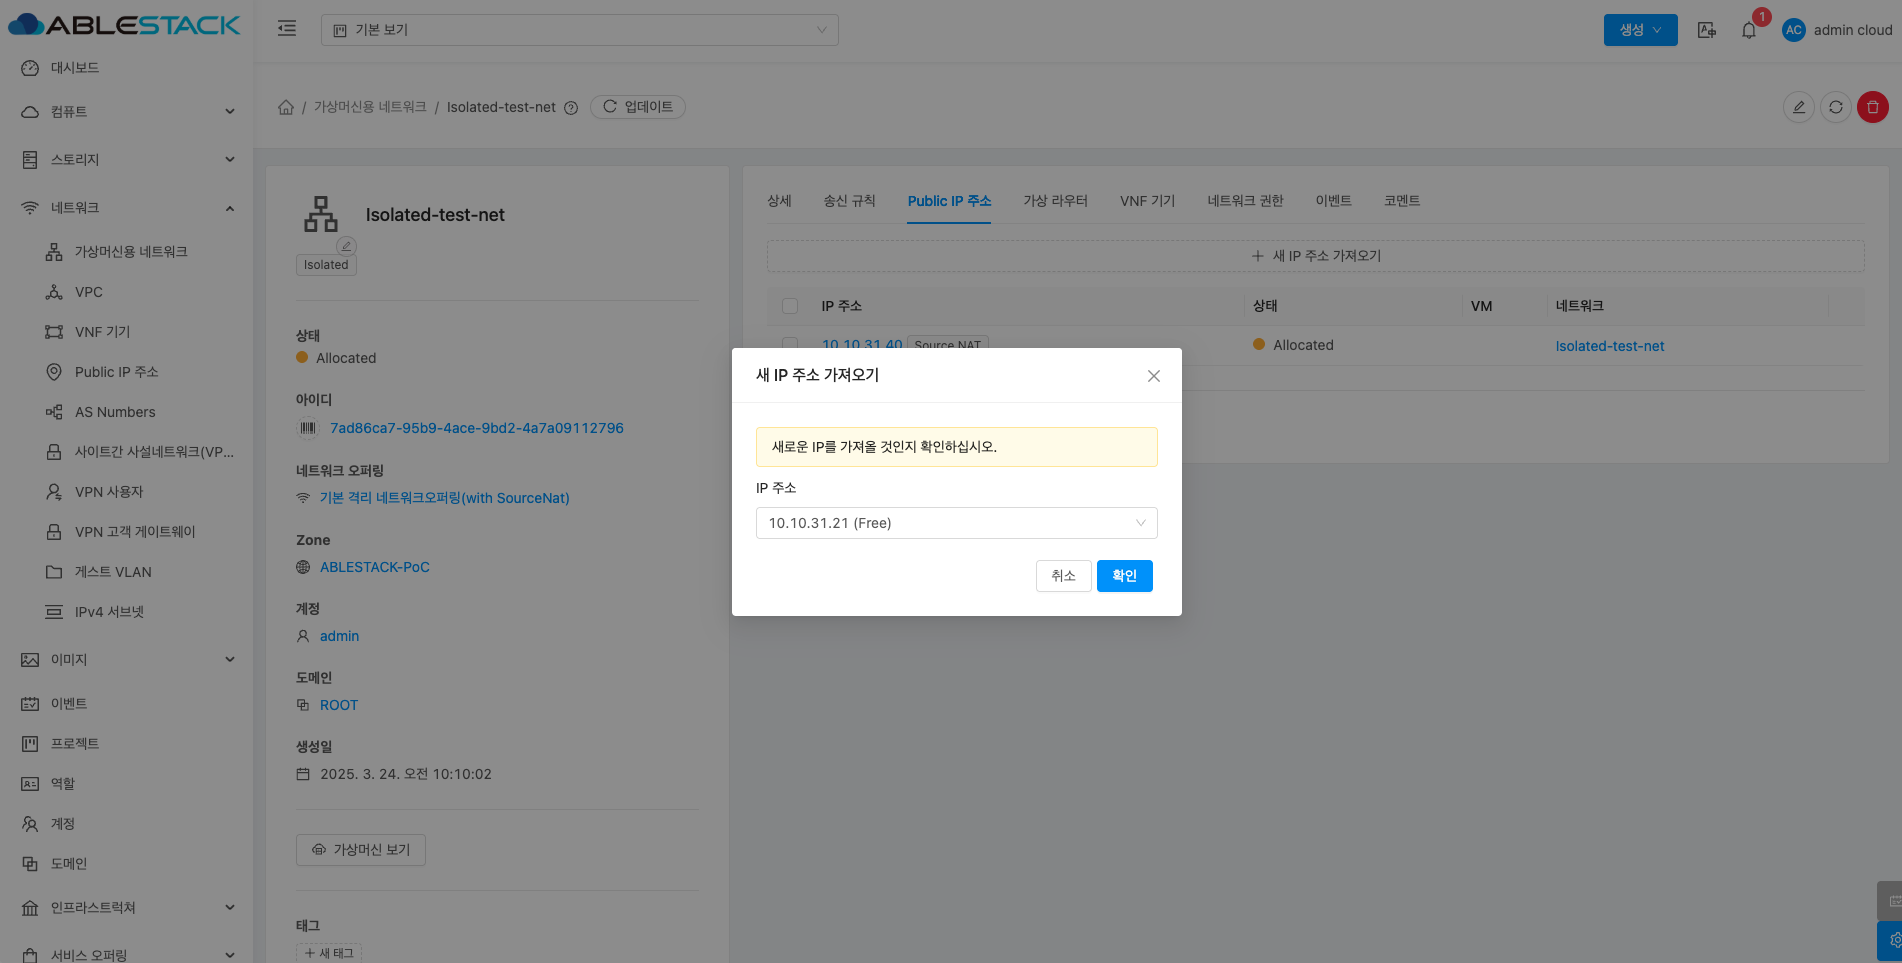 ABLESTACK
기본 보기
생성
1
AC
admin cloud
대시보드
컴퓨트
스토리지
네트워크
가상머신용 네트워크
VPC
VNF 기기
Public IP 주소
AS Numbers
사이트간 사설네트워크(VP...
VPN 사용자
VPN 고객 게이트웨이
게스트 VLAN
IPv4 서브넷
이미지
이벤트
프로젝트
역할
계정
도메인
인프라스트럭쳐
서비스 오퍼링
/ 가상머신용 네트워크 / Isolated-test-net
업데이트
Isolated-test-net
Isolated
상태
Allocated
아이디
7ad86ca7-95b9-4ace-9bd2-4a7a09112796
네트워크 오퍼링
기본 격리 네트워크오퍼링(with SourceNat)
Zone
ABLESTACK-PoC
계정
admin
도메인
ROOT
생성일
2025. 3. 24. 오전 10:10:02
가상머신 보기
태그
+ 새 태그
상세 송신 규칙 Public IP 주소 가상 라우터 VNF 기기 네트워크 권한 이벤트 코멘트
+ 새 IP 주소 가져오기
IP 주소 상태 VM 네트워크
10.10.31.40 Source NAT Allocated Isolated-test-net
새 IP 주소 가져오기
새로운 IP를 가져올 것인지 확인하십시오.
IP 주소
10.10.31.21 (Free)
취소 확인